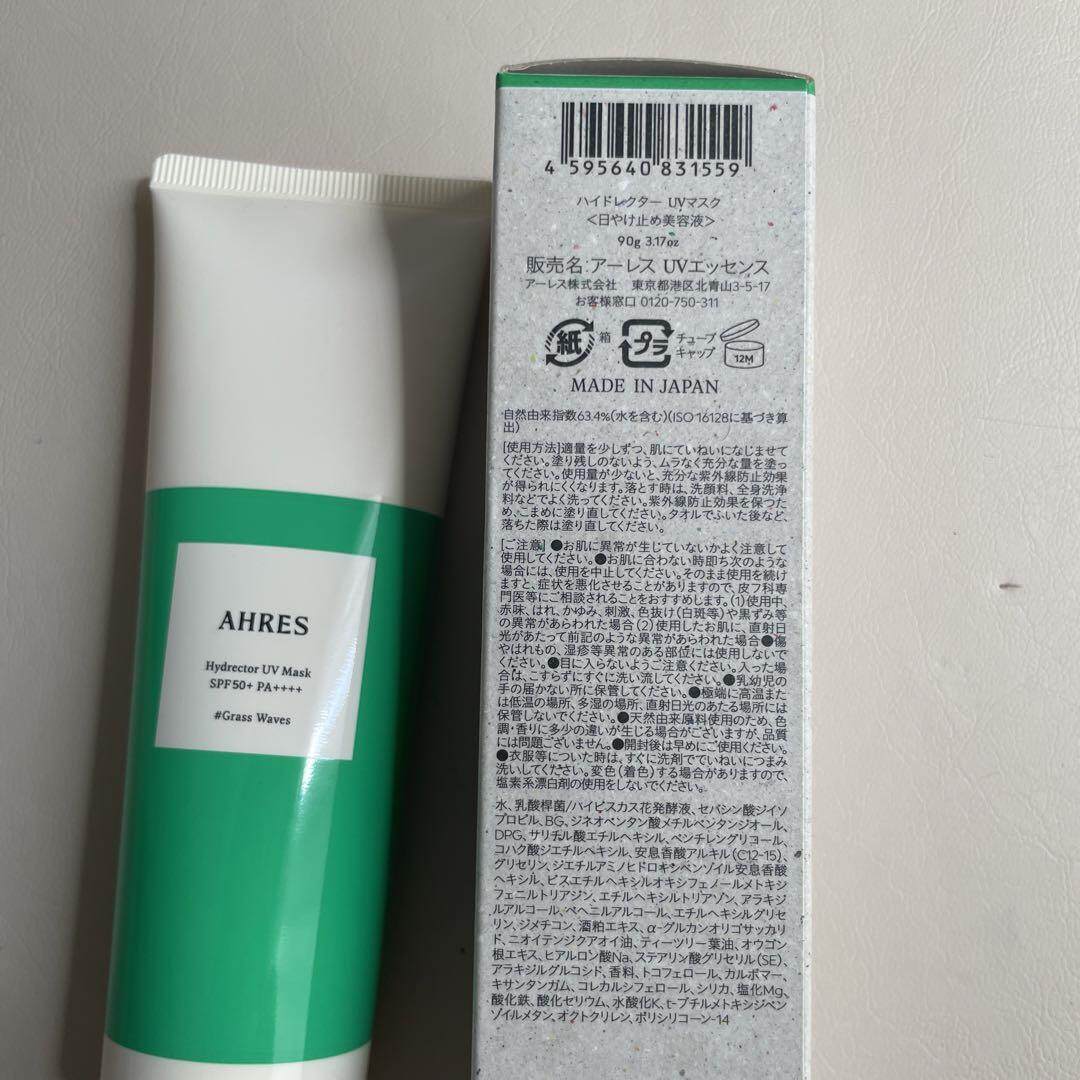 AHRES
Hydrector UV Mask
SPF50+ PA++++
#Grass Waves
4 595640 831559
ハイドレクター UVマスク
<日やけ止め美容液>
90g 3.17oz
販売名:アーレス UVエッセンス
アーレス株式会社 東京都港区北青山3-5-17
お客様窓口 0120-750-311
紙 箱
プラ チューブ
キャップ
12M
MADE IN JAPAN
自然由来指数63.4%(水を含む)(ISO 16128に基づき算
出)
[使用方法]適量を少しずつ、肌にていねいになじませて
ください。塗り残しのないよう、ムラなく充分な量を塗っ
てください。使用量が少ないと、充分な紫外線防止効果
が得られにくくなります。落とす時は、洗顔料、全身洗浄
料などでよく洗ってください。紫外線防止効果を保つた
め、こまめに塗り直してください。タオルでふいた後など、
落ちた際は塗り直してください。
[ご注意] ●お肌に異常が生じていないかよく注意して
使用してください。●お肌に合わない時即ち次のような
場合には、使用を中止してください。そのまま使用を続け
ますと、症状を悪化させることがありますので、皮フ科専
門医等にご相談されることをおすすめします。(1)使用中、
赤味、はれ、かゆみ、刺激、色抜け(白斑等)や黒ずみ等
の異常があらわれた場合(2)使用したお肌に、直射日
光があたって前記のような異常があらわれた場合●傷
やはれもの、湿疹等異常のある部位には使用しないで
ください。●目に入らないようご注意ください。入った場
合は、こすらずにすぐに洗い流してください。●乳幼児の
手の届かない所に保管してください。●極端に高温また
は低温の場所、多湿の場所、直射日光のあたる場所には
保管しないでください。●天然由来原料使用のため、色
調・香りに多少の違いが生じる場合がございますが、品質
には問題ございません。●開封後は早めにご使用ください。
●衣服等についた時は、すぐに洗剤でていねいにつまみ
洗いしてください。変色(着色)する場合がありますので、
塩素系漂白剤の使用をしないでください。
水、乳酸桿菌/ハイビスカス花発酵液、セバシン酸ジイソ
プロピル、BG、ジネオペンタン酸メチルペンタンジオール、
DPG、サリチル酸エチルヘキシル、ペンチレングリコール、
コハク酸ジエチルヘキシル、安息香酸アルキル(C12-15)、
グリセリン、ジエチルアミノヒドロキシベンゾイル安息香酸
ヘキシル、ビスエチルヘキシルオキシフェノールメトキシ
フェニルトリアジン、エチルヘキシルトリアゾン、アラキジ
ルアルコール、ベヘニルアルコール、エチルヘキシルグリセ
リン、ジメチコン、酒粕エキス、α-グルカンオリゴサッカリ
ド、ニオイテンジクアオイ油、ティーツリー葉油、オウゴン
根エキス、ヒアルロン酸Na、ステアリン酸グリセリル(SE)、
アラキジルグルコシド、香料、トコフェロール、カルボマー、
キサンタンガム、コレカルシフェロール、シリカ、塩化Mg、
酸化鉄、酸化セリウム、水酸化K、t-ブチルメトキシジベン
ゾイルメタン、オクトクリレン、ポリシリコーン-14